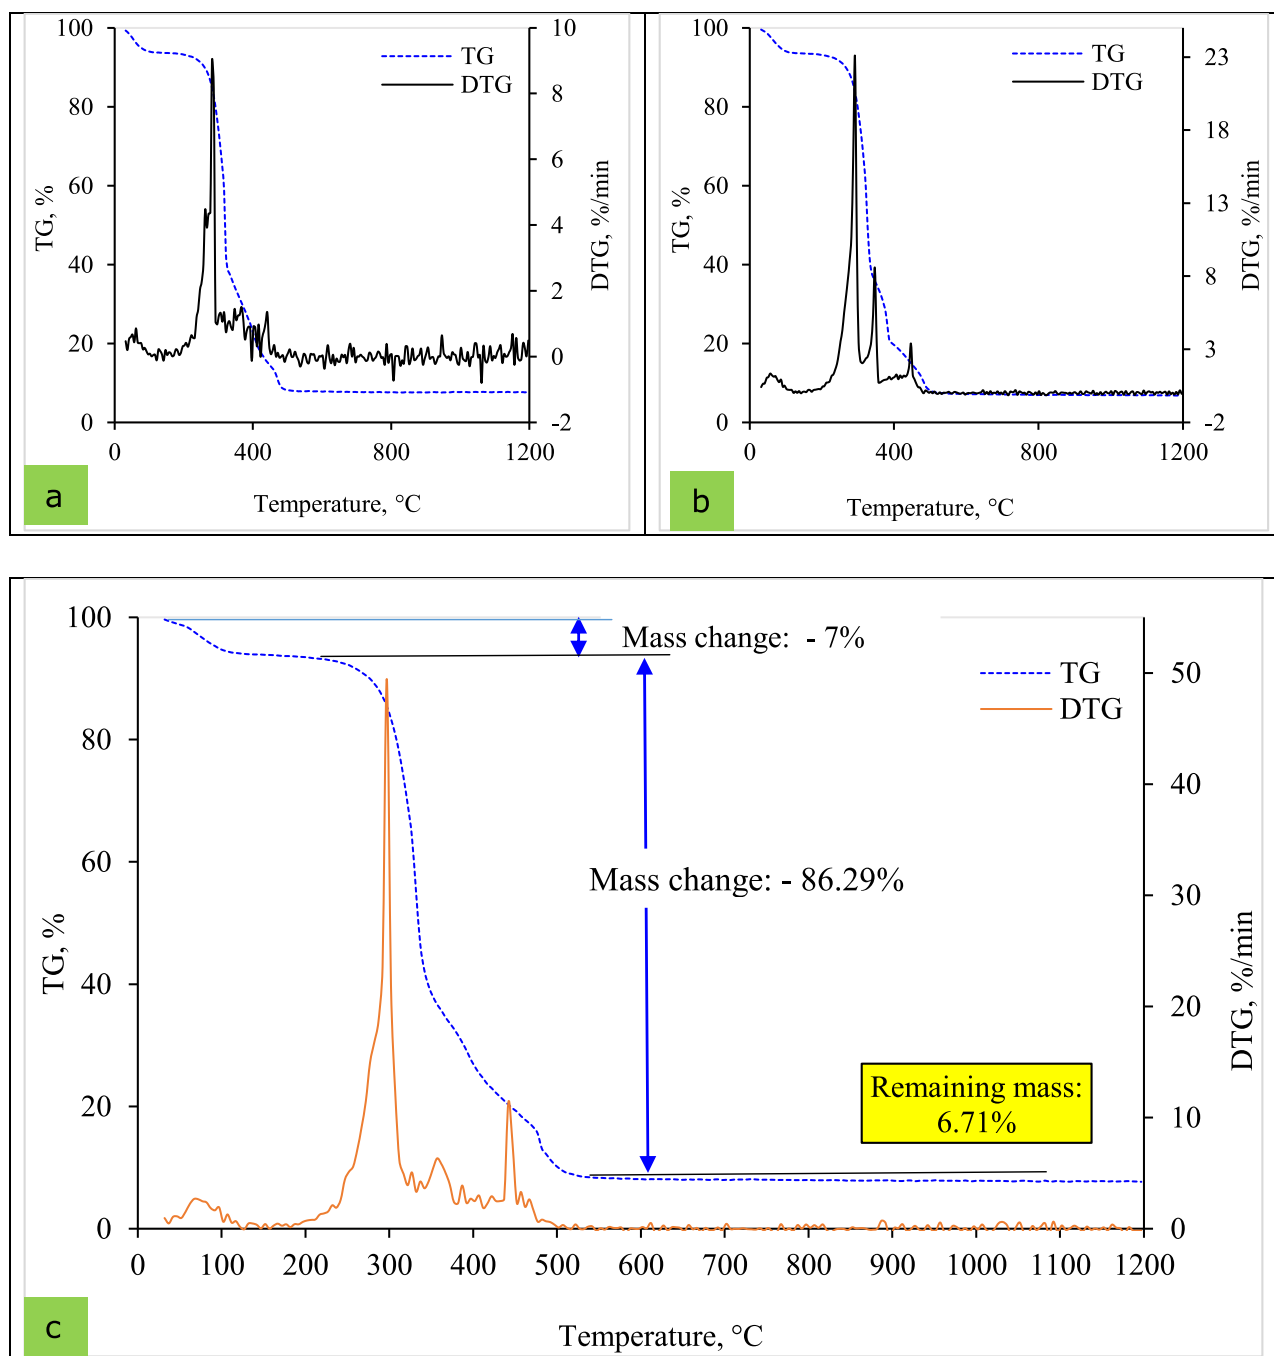 100
80
60
40
20
0
TG, %
10
8
6
4
2
0
-2
DTG, %/min
TG
DTG
0
400
800
1200
Temperature, °C
a
100
80
60
40
20
0
TG, %
23
18
13
8
3
-2
DTG, %/min
TG
DTG
0
400
800
1200
Temperature, °C
b
100
80
60
40
20
0
TG, %
Mass change: - 7%
TG
DTG
Mass change: - 86.29%
Remaining mass:
6.71%
50
40
30
20
10
0
DTG, %/min
0
100
200
300
400
500
600
700
800
900
1000
1100
1200
Temperature, °C
c